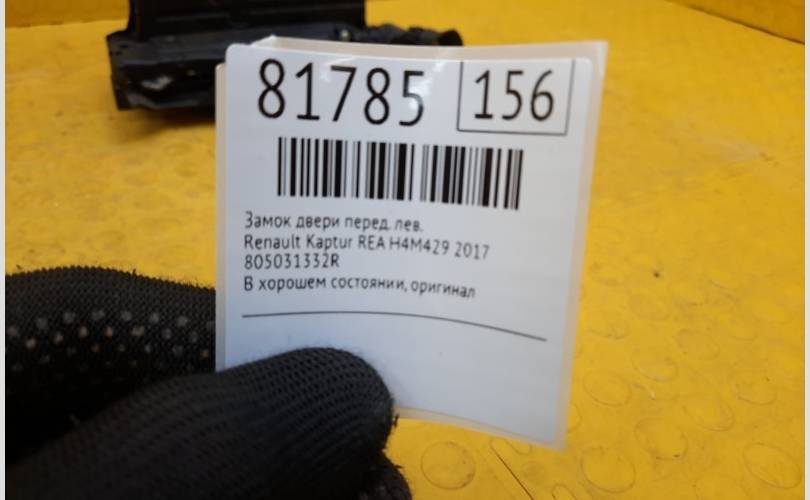 81785 156
Замок двери перед. лев.
Renault Kaptur REA H4M429 2017
805031332R
В хорошем состоянии, оригинал